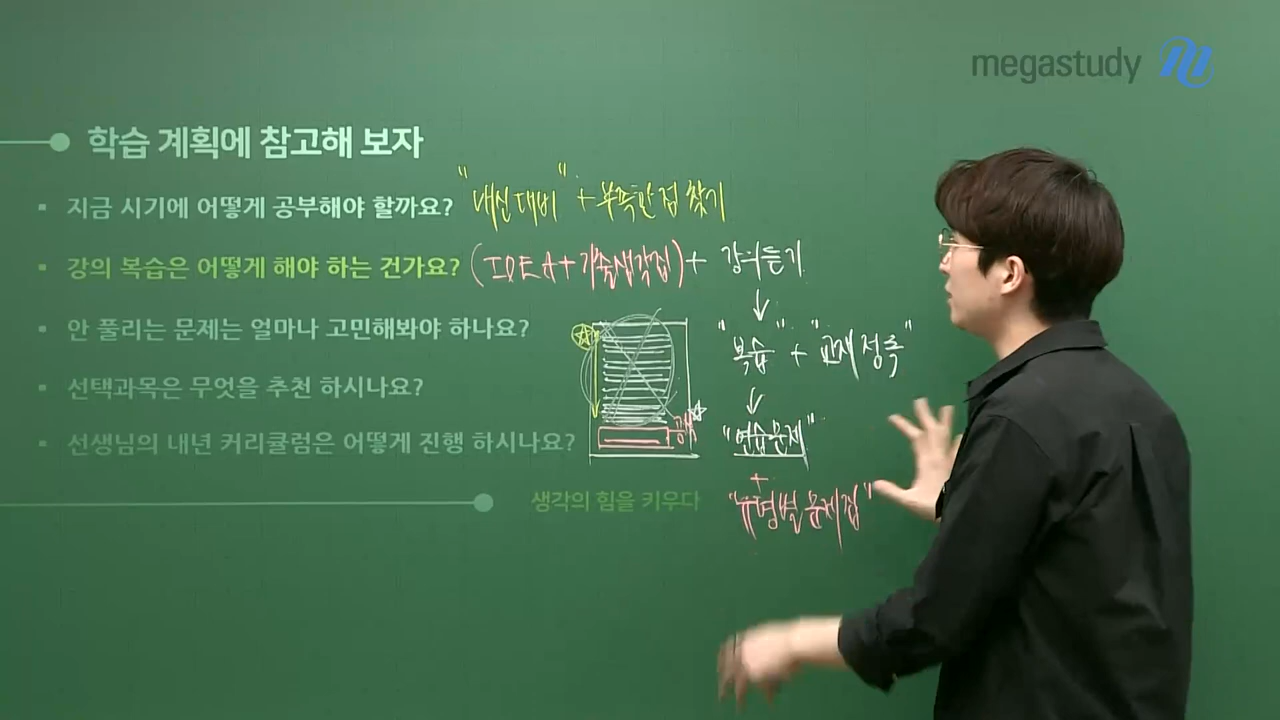 megastudy
학습 계획에 참고해 보자
▪ 지금 시기에 어떻게 공부해야 할까요? "내신대비" + 부족한 점 찾기
▪ 강의 복습은 어떻게 해야 하는 건가요? (IDEA + 기출생각집) + 강의듣기
▪ 안 풀리는 문제는 얼마나 고민해봐야 하나요?
"복습" + "교재 정독"
▪ 선택과목은 무엇을 추천 하시나요?
▪ 선생님의 내년 커리큘럼은 어떻게 진행 하시나요?
"연습문제"
생각의 힘을 키우다
+
"유형별 문제집"